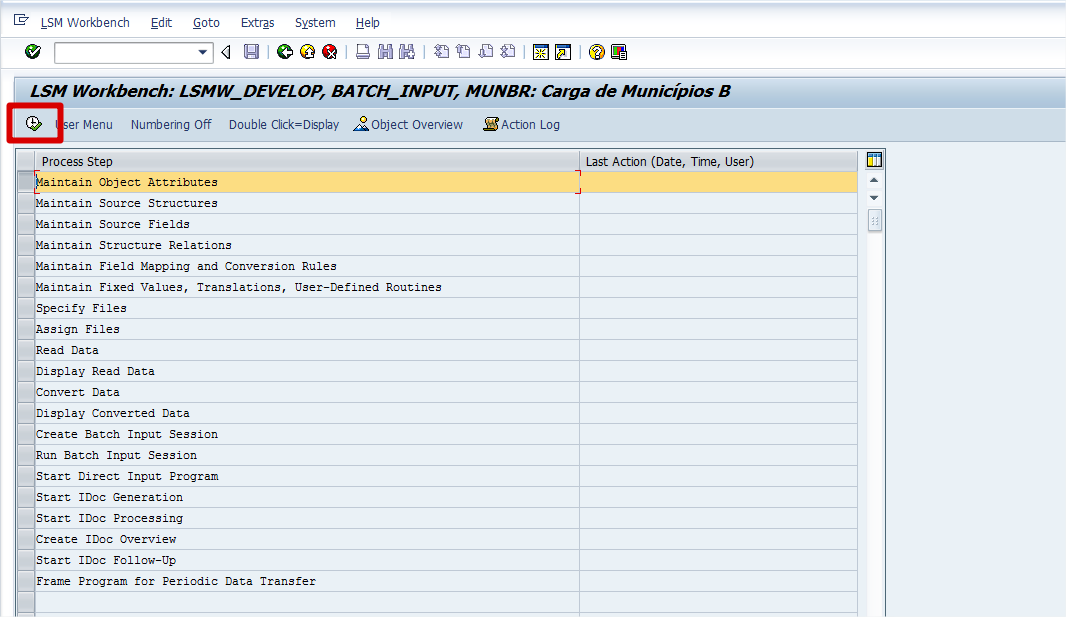 LSM Workbench Edit Goto Extras System Help
LSM Workbench: LSMW_DEVELOP, BATCH_INPUT, MUNBR: Carga de Municípios B
User Menu Numbering Off Double Click=Display Object Overview Action Log
Process Step Last Action (Date, Time, User)
Maintain Object Attributes
Maintain Source Structures
Maintain Source Fields
Maintain Structure Relations
Maintain Field Mapping and Conversion Rules
Maintain Fixed Values, Translations, User-Defined Routines
Specify Files
Assign Files
Read Data
Display Read Data
Convert Data
Display Converted Data
Create Batch Input Session
Run Batch Input Session
Start Direct Input Program
Start IDoc Generation
Start IDoc Processing
Create IDoc Overview
Start IDoc Follow-Up
Frame Program for Periodic Data Transfer